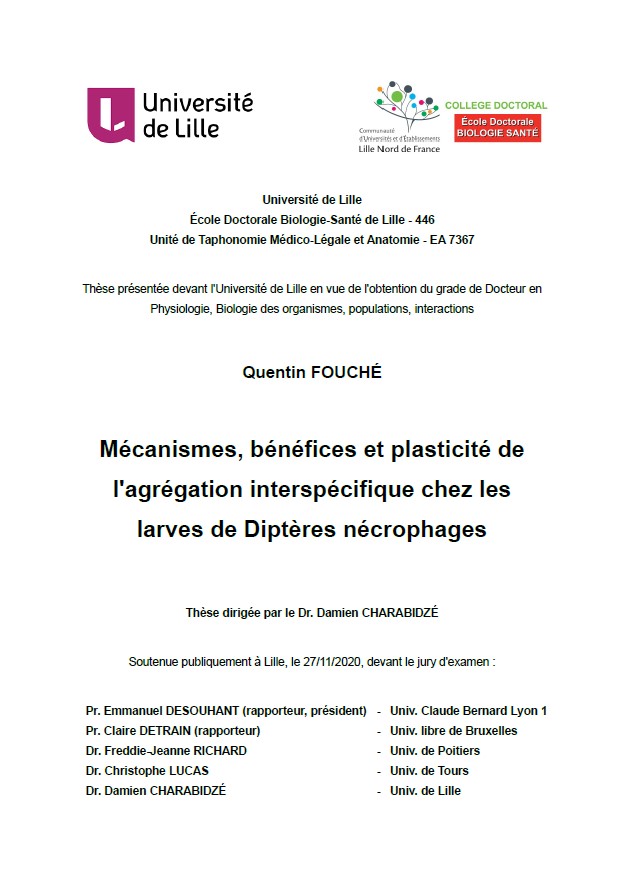 Université
de Lille
Communauté
d'Universités et d'Établissements
Lille Nord de France
COLLEGE DOCTORAL
École Doctorale
BIOLOGIE SANTÉ
Université de Lille
École Doctorale Biologie-Santé de Lille - 446
Unité de Taphonomie Médico-Légale et Anatomie - EA 7367
Thèse présentée devant l'Université de Lille en vue de l'obtention du grade de Docteur en
Physiologie, Biologie des organismes, populations, interactions
Quentin FOUCHÉ
Mécanismes, bénéfices et plasticité de
l'agrégation interspécifique chez les
larves de Diptères nécrophages
Thèse dirigée par le Dr. Damien CHARABIDZÉ
Soutenue publiquement à Lille, le 27/11/2020, devant le jury d'examen :
Pr. Emmanuel DESOUHANT (rapporteur, président) - Univ. Claude Bernard Lyon 1
Pr. Claire DETRAIN (rapporteur) - Univ. libre de Bruxelles
Dr. Freddie-Jeanne RICHARD - Univ. de Poitiers
Dr. Christophe LUCAS - Univ. de Tours
Dr. Damien CHARABIDZÉ - Univ. de Lille